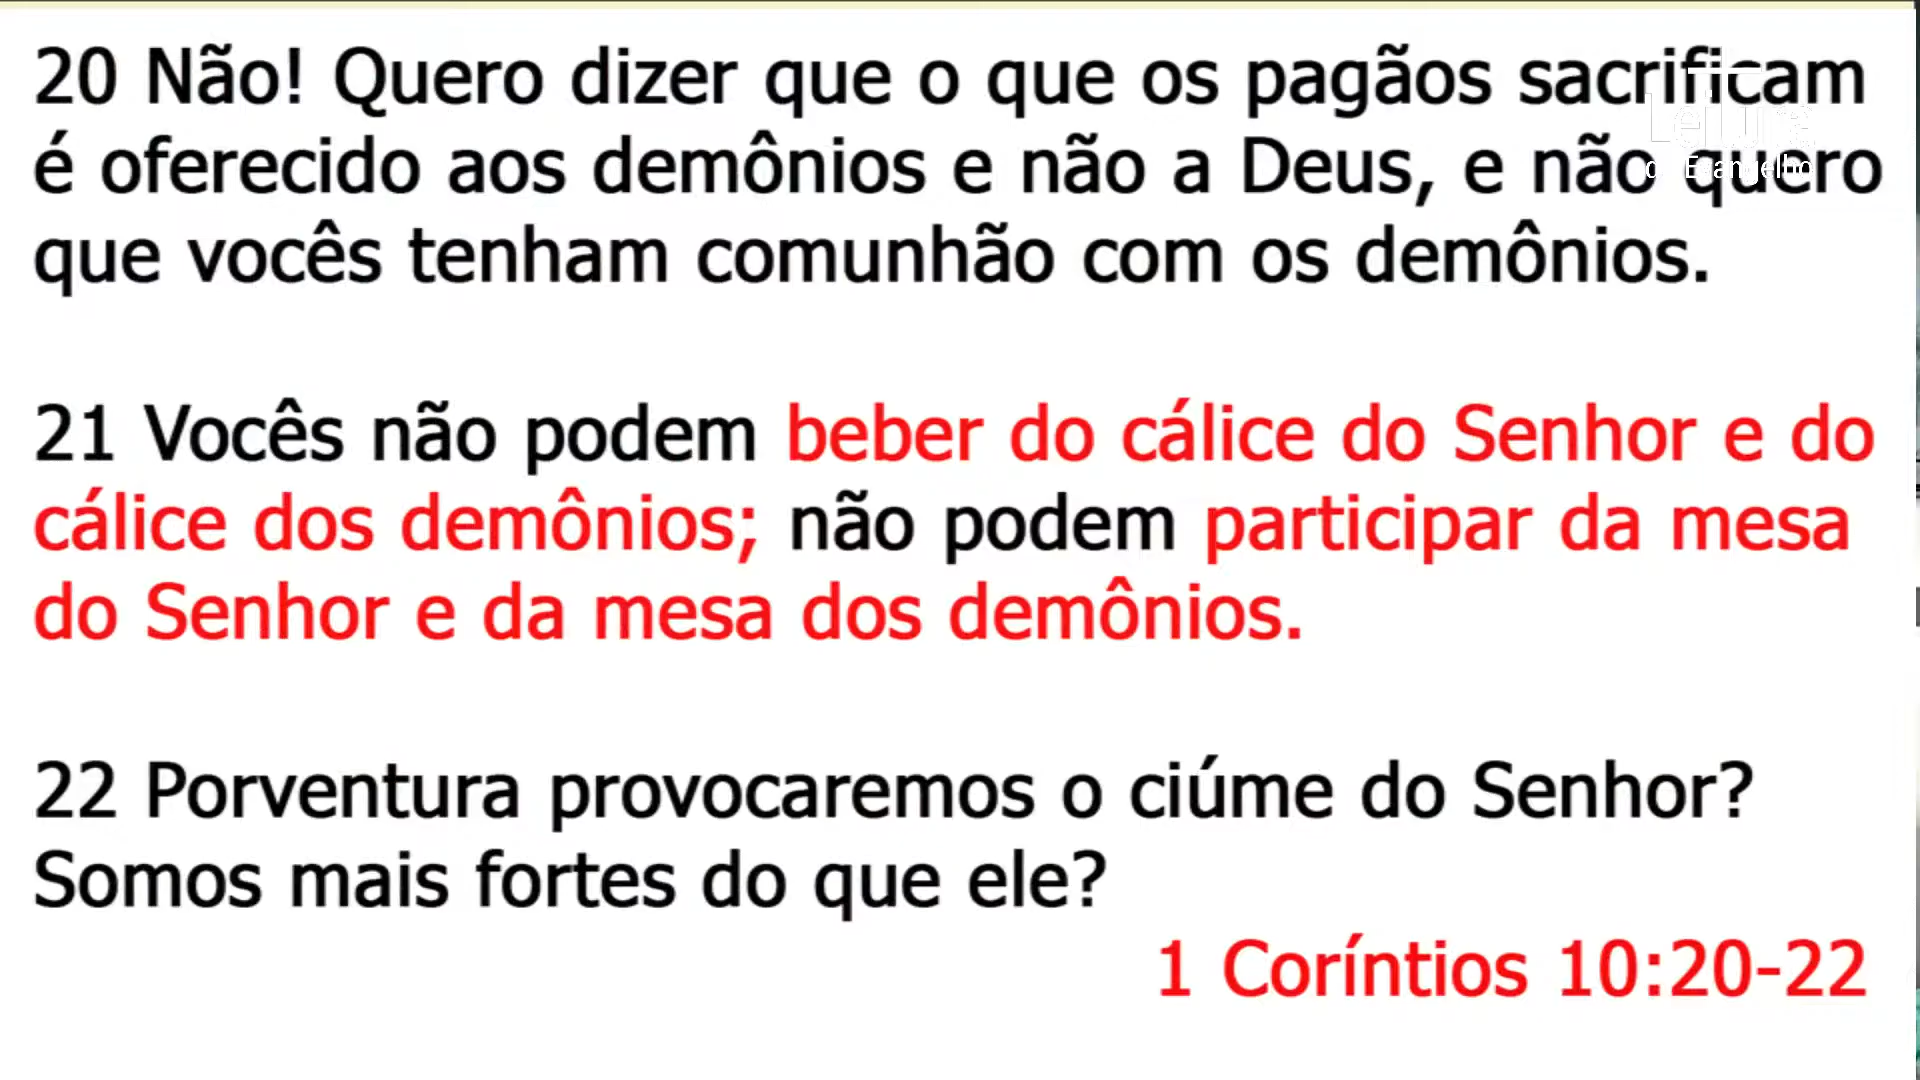 20 Não! Quero dizer que o que os pagãos sacrificam
é oferecido aos demônios e não a Deus, e não quero
que vocês tenham comunhão com os demônios.
21 Vocês não podem beber do cálice do Senhor e do
cálice dos demônios; não podem participar da mesa
do Senhor e da mesa dos demônios.
22 Porventura provocaremos o ciúme do Senhor?
Somos mais fortes do que ele?
1 Coríntios 10:20-22
Leitura
do Evangelho